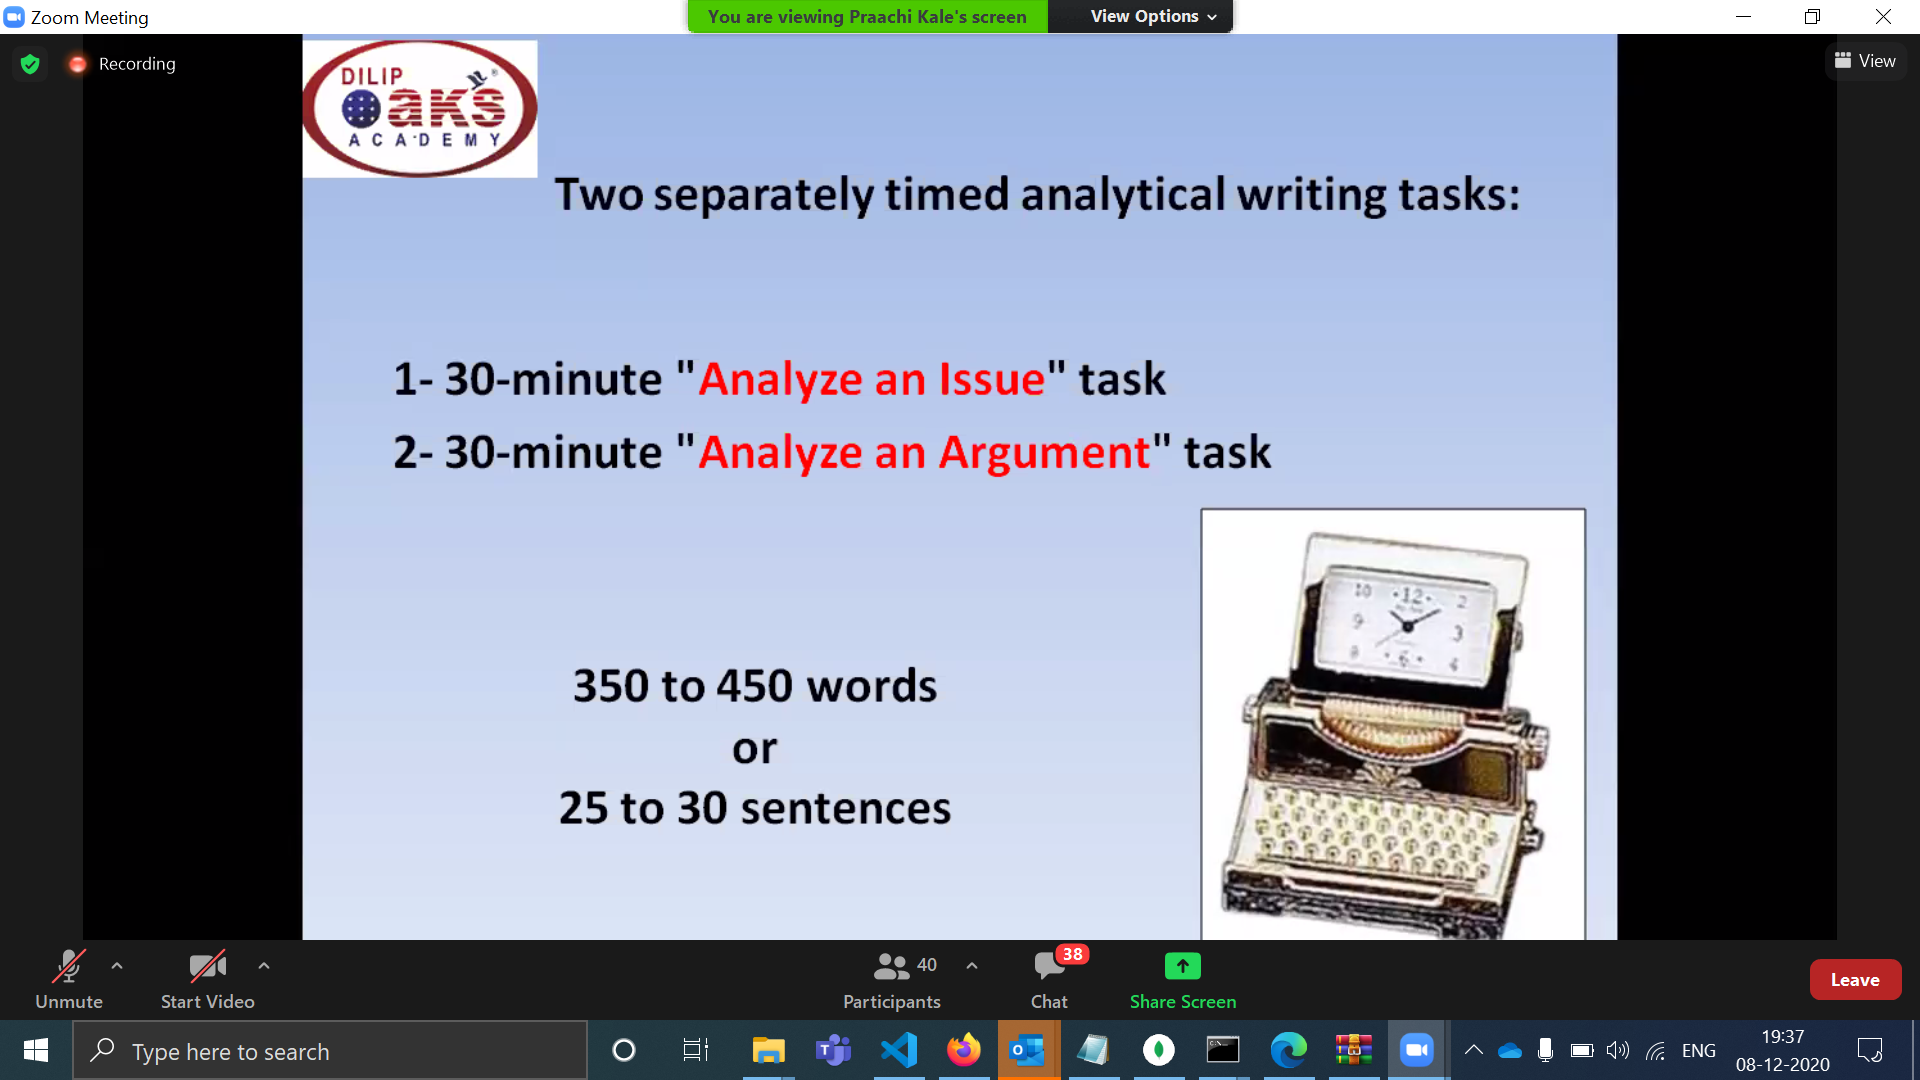 Zoom Meeting
You are viewing Praachi Kale's screen
View Options
Recording
View
DILIP
oaks
ACADEMY
Two separately timed analytical writing tasks:
1- 30-minute "Analyze an Issue" task
2- 30-minute "Analyze an Argument" task
350 to 450 words
or
25 to 30 sentences
10 12 2
9 3
8 6 4
Unmute
Start Video
40
Participants
38
Chat
Share Screen
Leave
Type here to search
ENG
19:37
08-12-2020